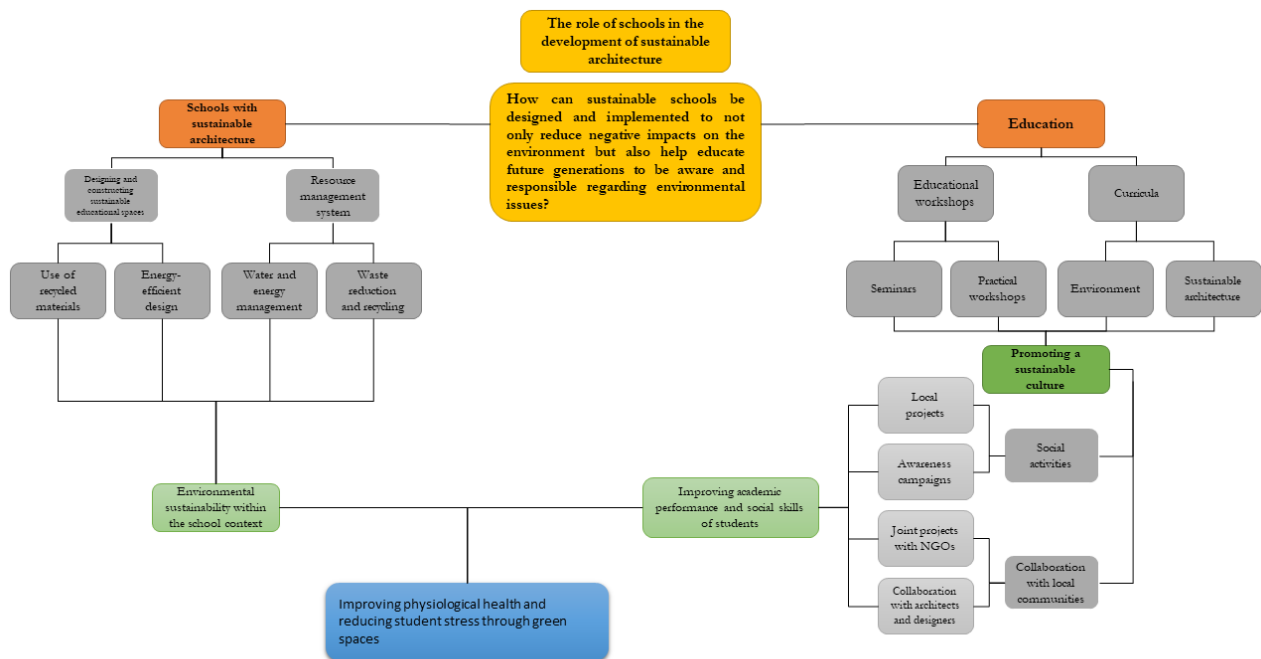 The role of schools in the
development of sustainable
architecture
How can sustainable schools be
designed and implemented to not
only reduce negative impacts on the
environment but also help educate
future generations to be aware and
responsible regarding environmental
issues?
Schools with
sustainable
architecture
Education
Designing and
constructing
sustainable
educational spaces
Resource
management
system
Educational
workshops
Curricula
Use of
recycled
materials
Energy-
efficient
design
Water and
energy
management
Waste
reduction
and recycling
Seminars
Practical
workshops
Environment
Sustainable
architecture
Promoting a
sustainable
culture
Local
projects
Awareness
campaigns
Social
activities
Joint projects
with NGOs
Collaboration
with architects
and designers
Collaboration
with local
communities
Environmental
sustainability within
the school context
Improving academic
performance and social skills
of students
Improving physiological health and
reducing student stress through green
spaces